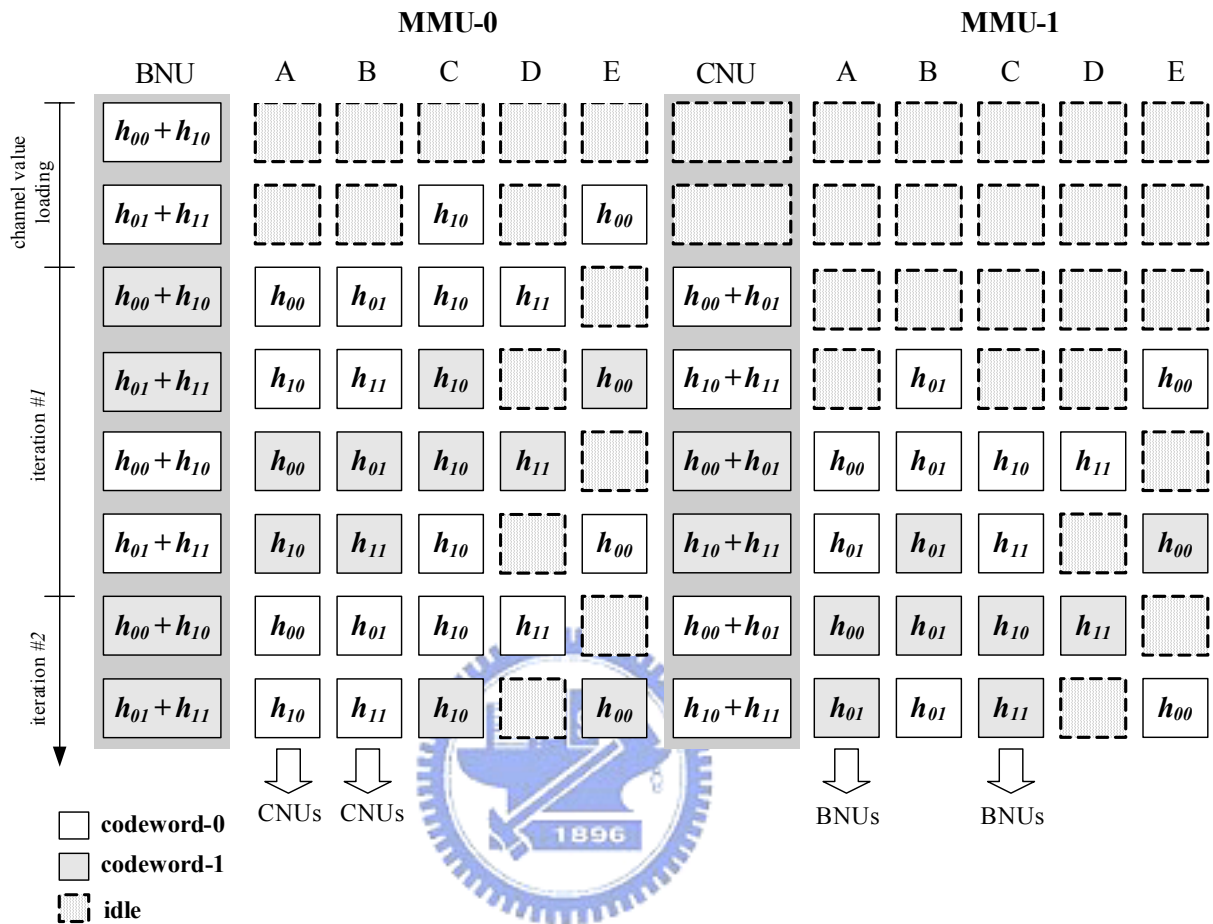 MMU-0 MMU-1
BNU A B C D E CNU A B C D E
channel value loading
h00 + h10
h01 + h11 h10 h00
iteration #1
h00 + h10 h00 h01 h10 h11 h00 + h01
h01 + h11 h10 h11 h10 h00 h10 + h11 h01 h00
h00 + h10 h00 h01 h10 h11 h00 + h01 h00 h01 h10 h11
h01 + h11 h10 h11 h10 h00 h10 + h11 h01 h01 h11 h00
iteration #2
h00 + h10 h00 h01 h10 h11 h00 + h01 h00 h01 h10 h11
h01 + h11 h10 h11 h10 h00 h10 + h11 h01 h01 h11 h00
CNUs CNUs BNUs BNUs
codeword-0
codeword-1
idle
1896